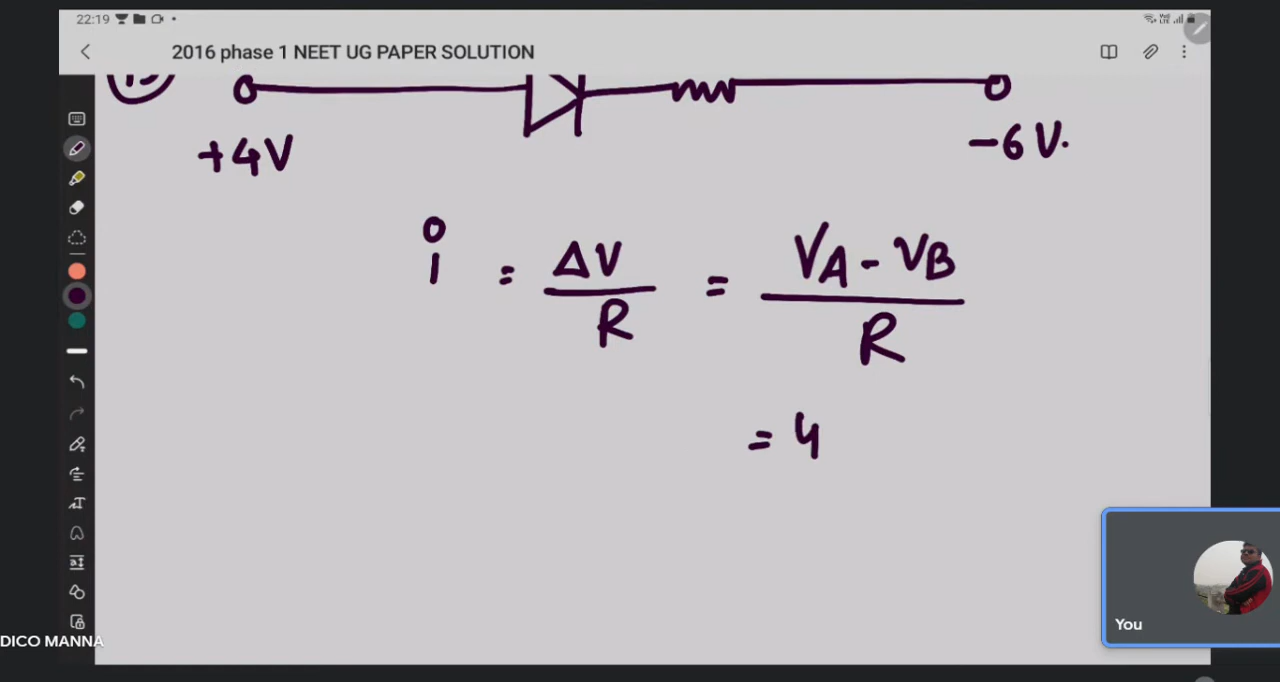 22:19
2016 phase 1 NEET UG PAPER SOLUTION
+4V
-6V.
i = ΔV / R = VA - VB / R
= 4
You
DICO MANNA